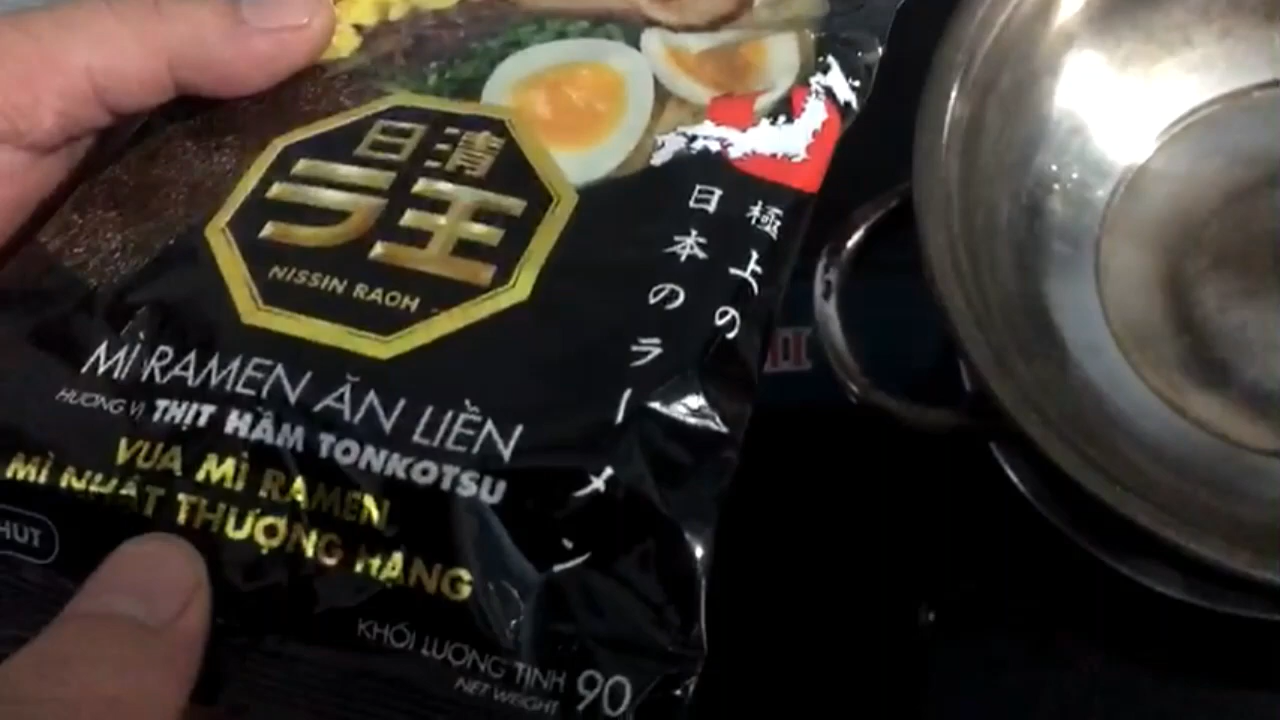 日清
ラ王
NISSIN RAOH
極上の
日本のラーメン
MÌ RAMEN ĂN LIỀN
HƯƠNG VỊ THỊT HẦM TONKOTSU
VUA MÌ RAMEN,
MÌ NHẬT THƯỢNG HẠNG
HÚT
KHỐI LƯỢNG TỊNH
NET WEIGHT
90